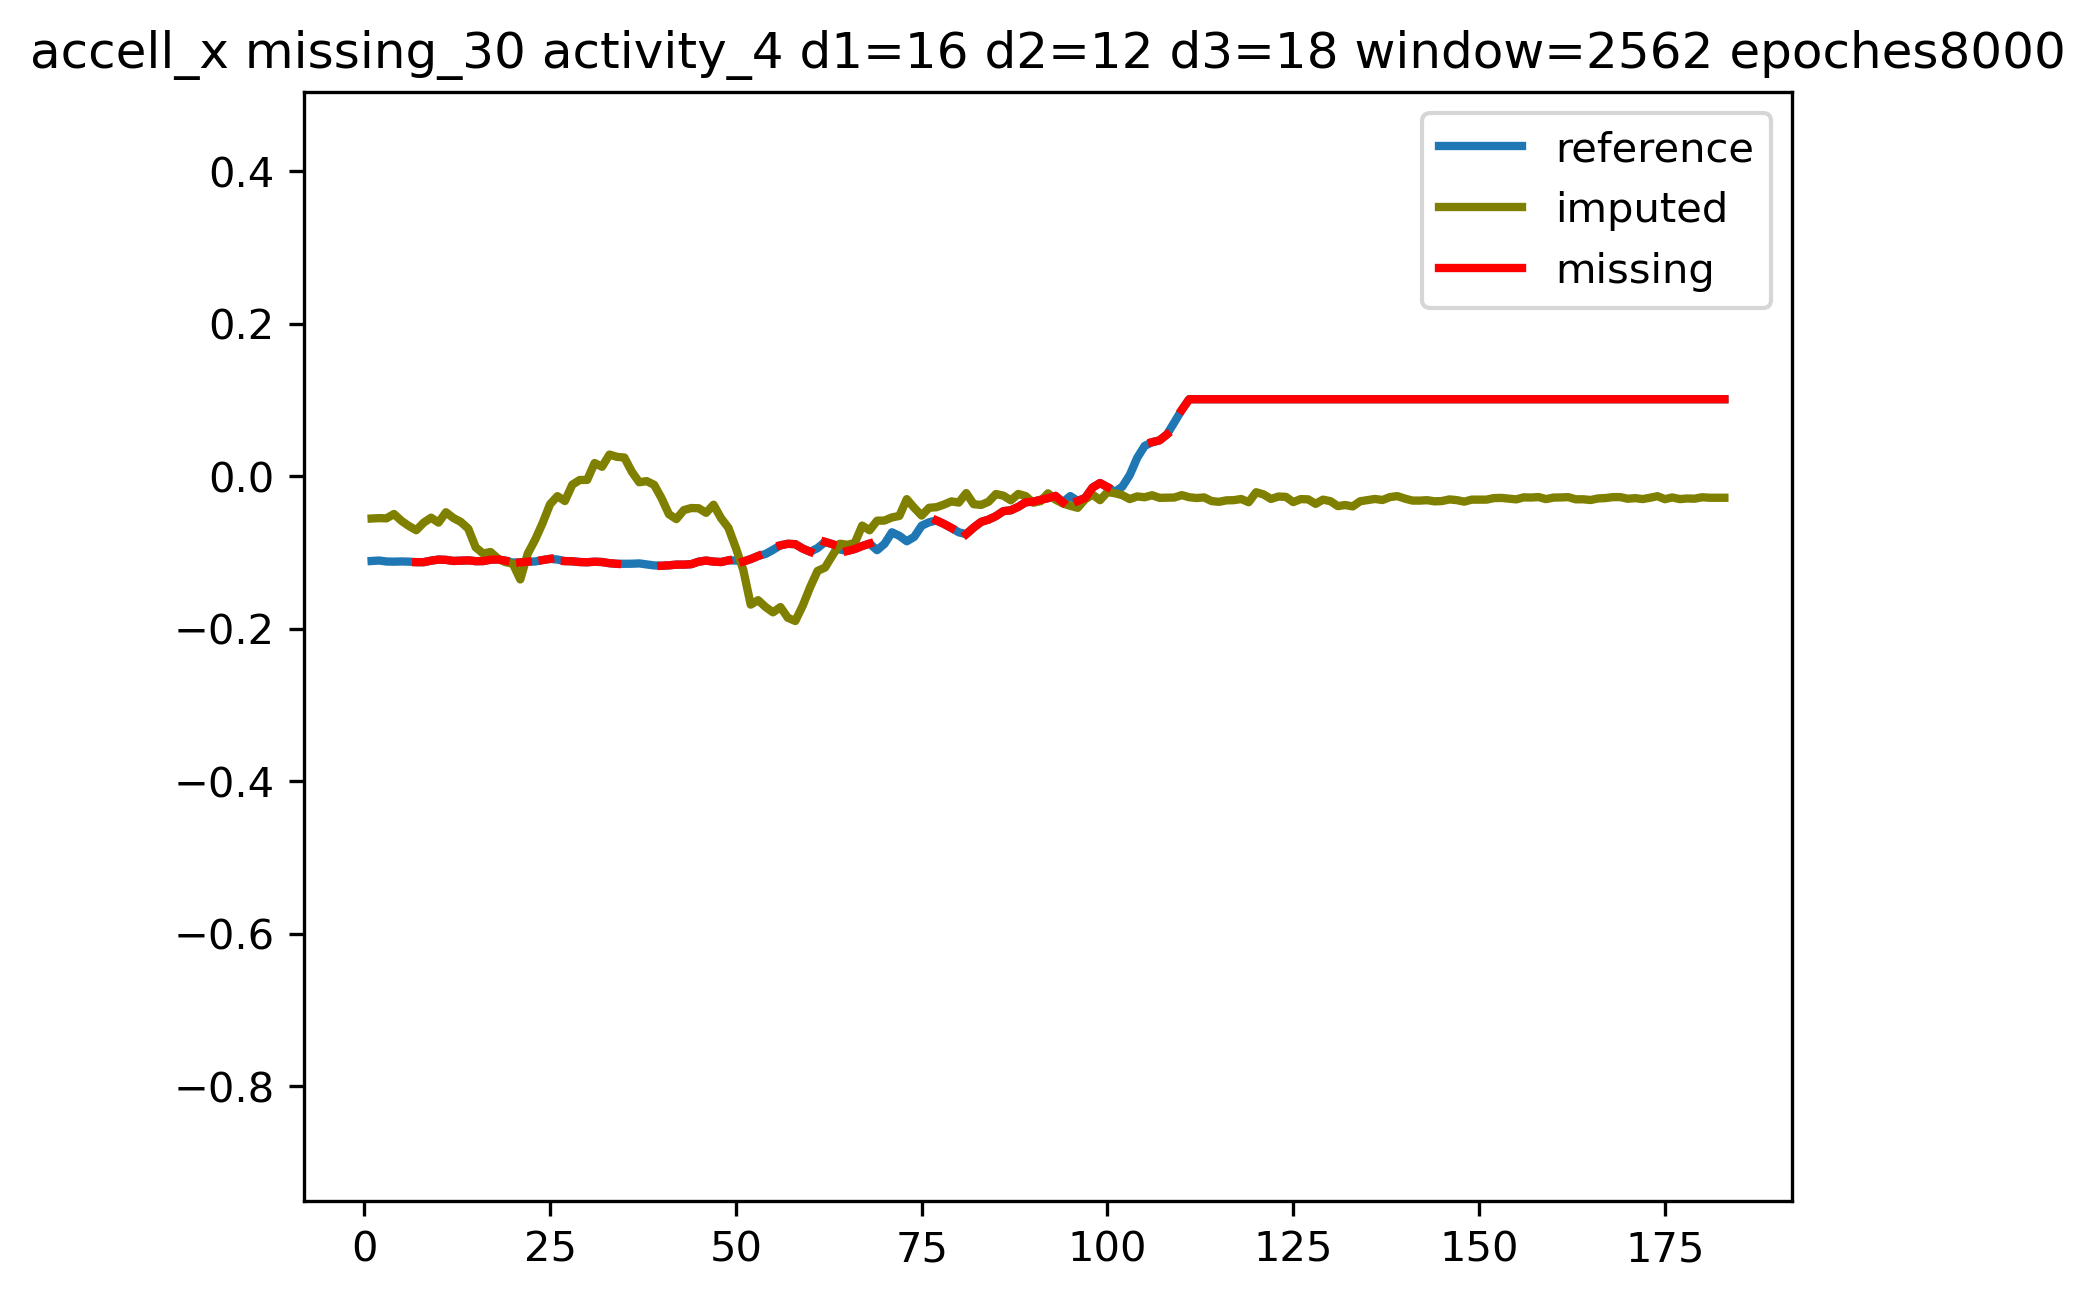 accell_x missing_30 activity_4 d1=16 d2=12 d3=18 window=2562 epoches8000
reference
imputed
missing
0.4
0.2
0.0
−0.2
−0.4
−0.6
−0.8
0 25 50 75 100 125 150 175